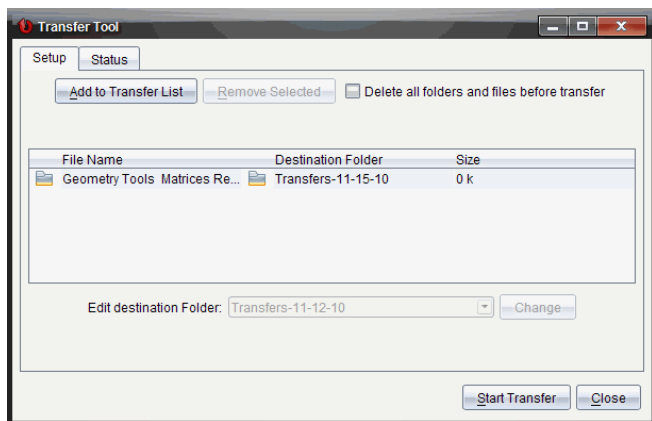 Transfer Tool
Setup Status
Add to Transfer List Remove Selected Delete all folders and files before transfer
File Name Destination Folder Size
Geometry Tools Matrices Re... Transfers-11-15-10 0 k
Edit destination Folder: Transfers-11-12-10 Change
Start Transfer Close